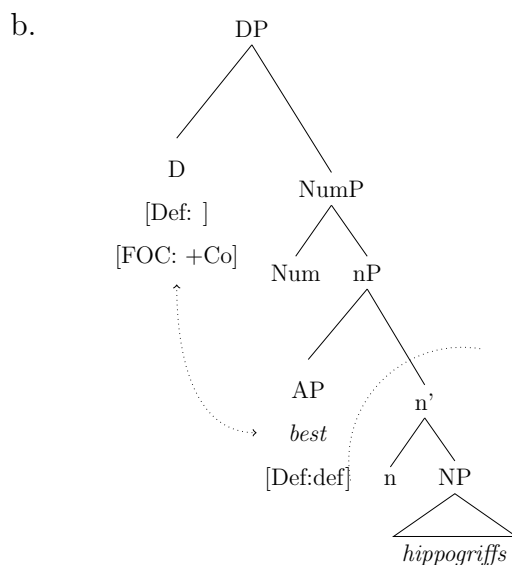 b.
DP
D
NumP
[Def: ]
[FOC: +Co]
Num nP
AP
n'
best
[Def:def] n NP
hippogriffs